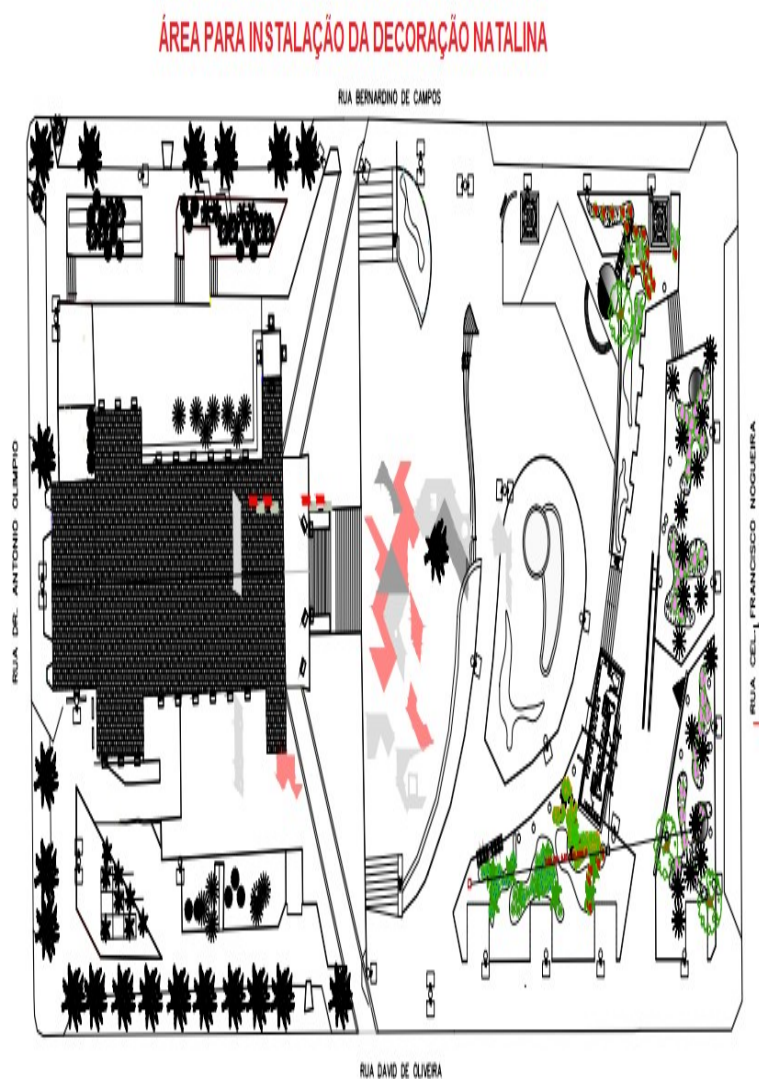 ÁREA PARA INSTALAÇÃO DA DECORAÇÃO NATALINA
RUA BERNARDINO DE CAMPOS
RUA DR. ANTONIO OLIMPIO
RUA CEL. FRANCISCO NOGUEIRA
RUA DAVID DE OLIVEIRA